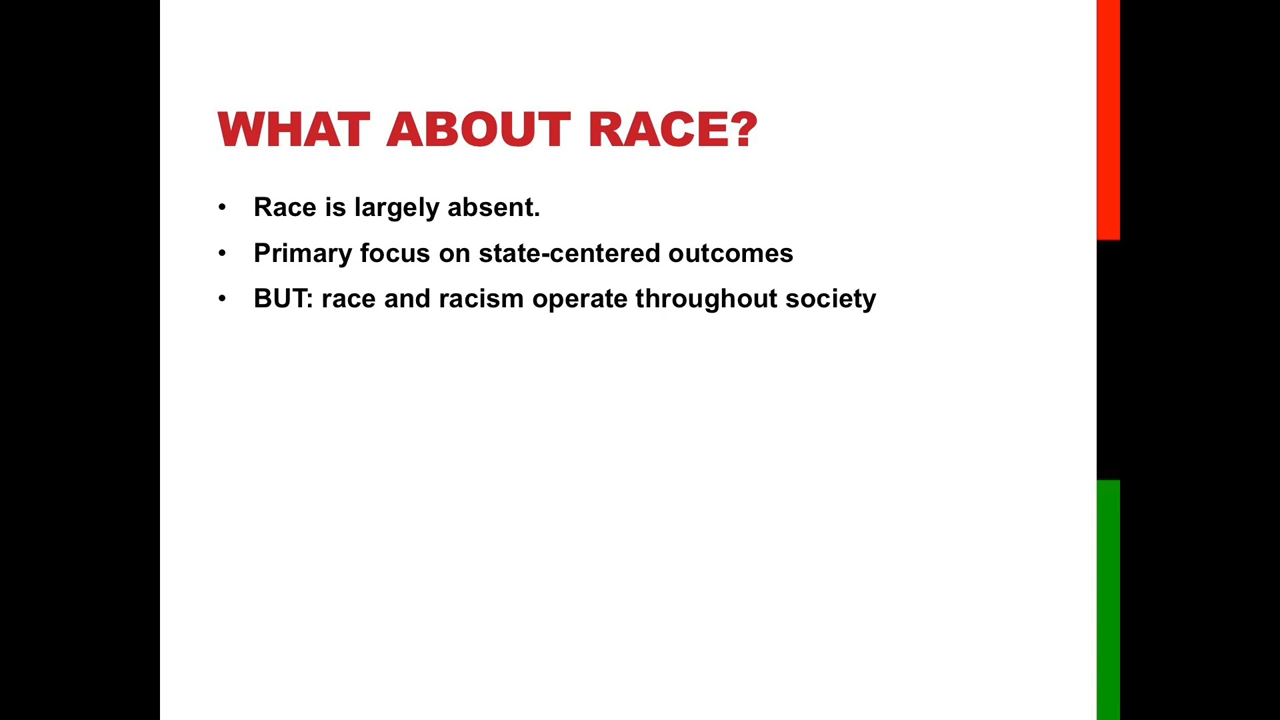 WHAT ABOUT RACE?
• Race is largely absent.
• Primary focus on state-centered outcomes
• BUT: race and racism operate throughout society